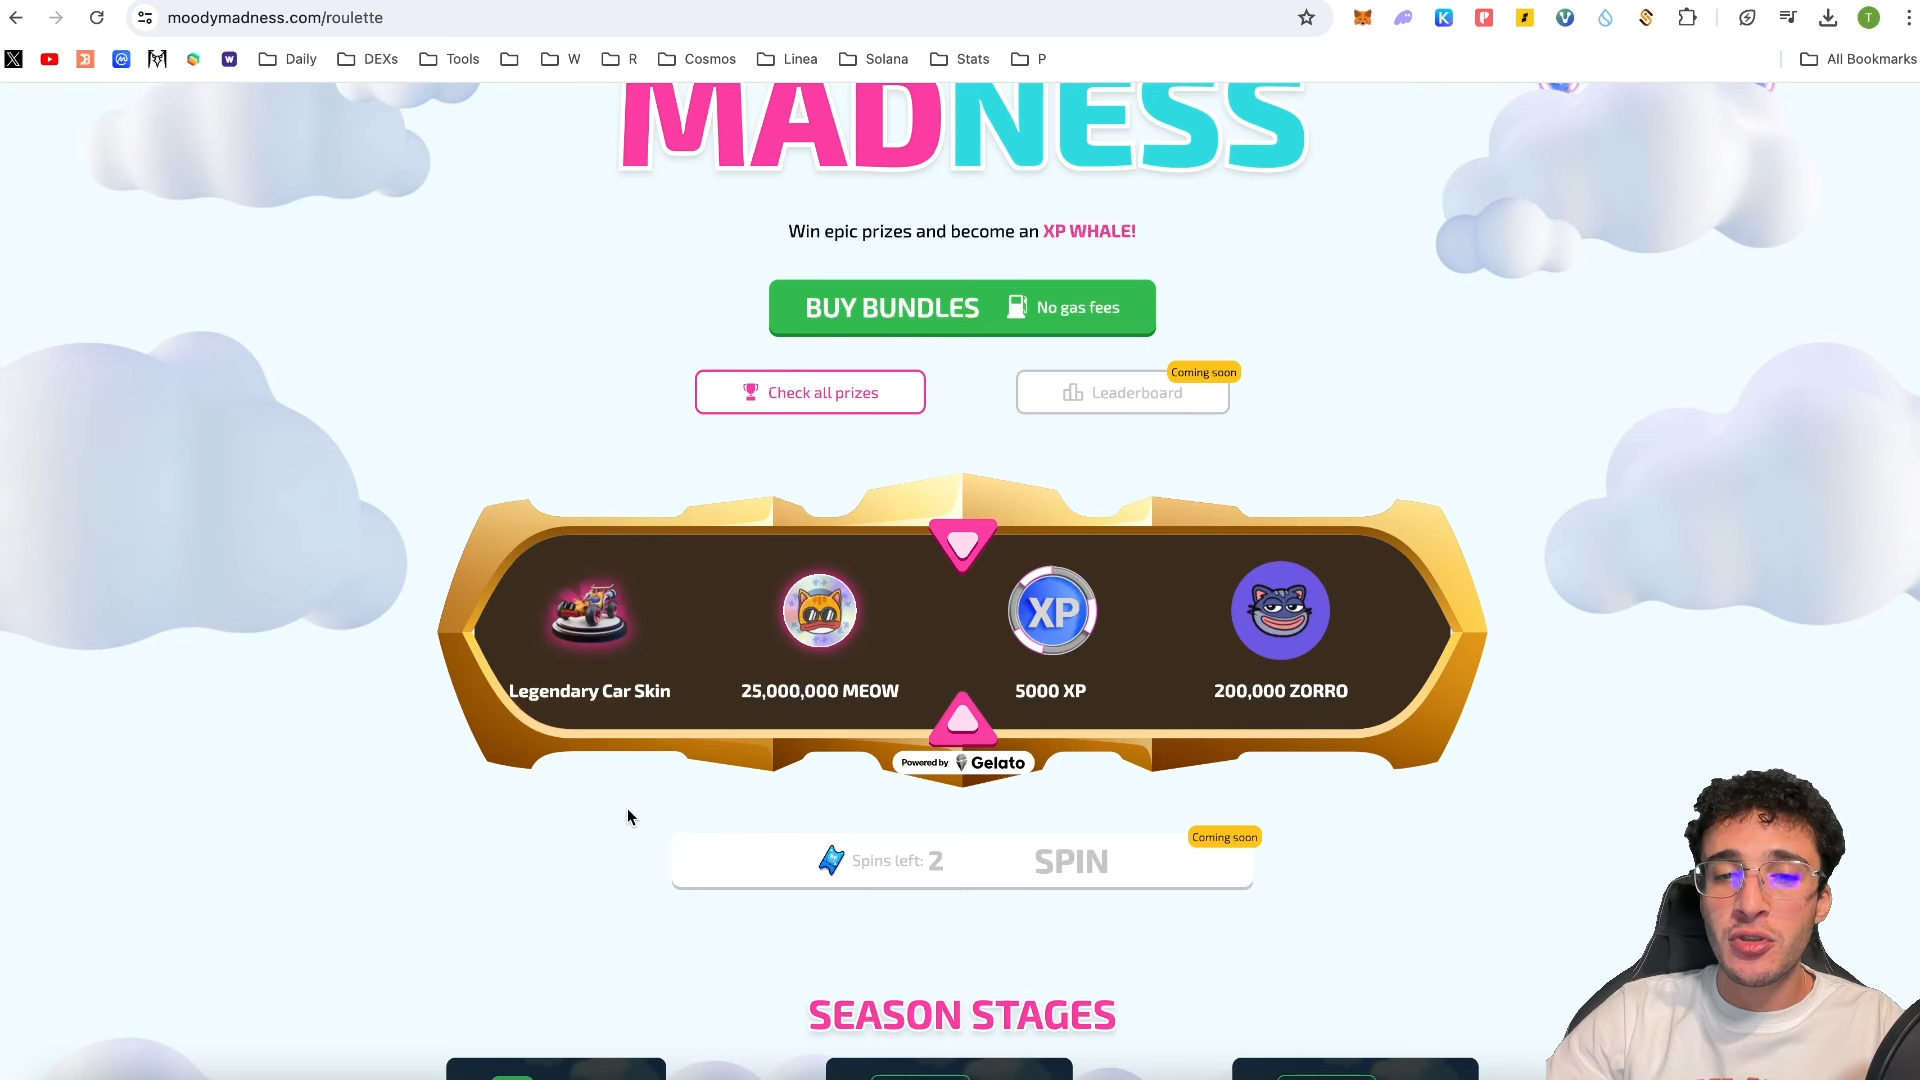 moodymadness.com/roulette
T
Daily
DEXs
Tools
W
R
Cosmos
Linea
Solana
Stats
P
All Bookmarks
MADNESS
Win epic prizes and become an XP WHALE!
BUY BUNDLES
No gas fees
Check all prizes
Coming soon
Leaderboard
XP
Legendary Car Skin
25,000,000 MEOW
5000 XP
200,000 ZORRO
Powered by Gelato
Coming soon
Spins left: 2
SPIN
SEASON STAGES